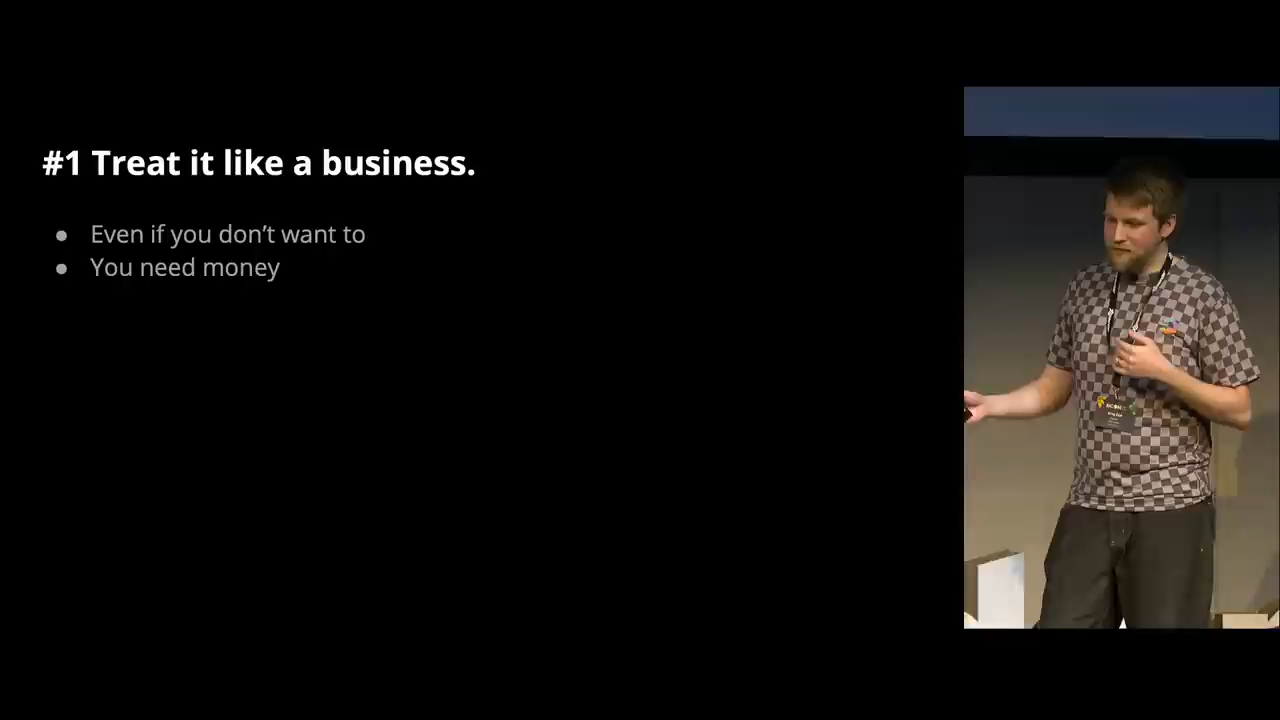 #1 Treat it like a business.
● Even if you don’t want to
● You need money